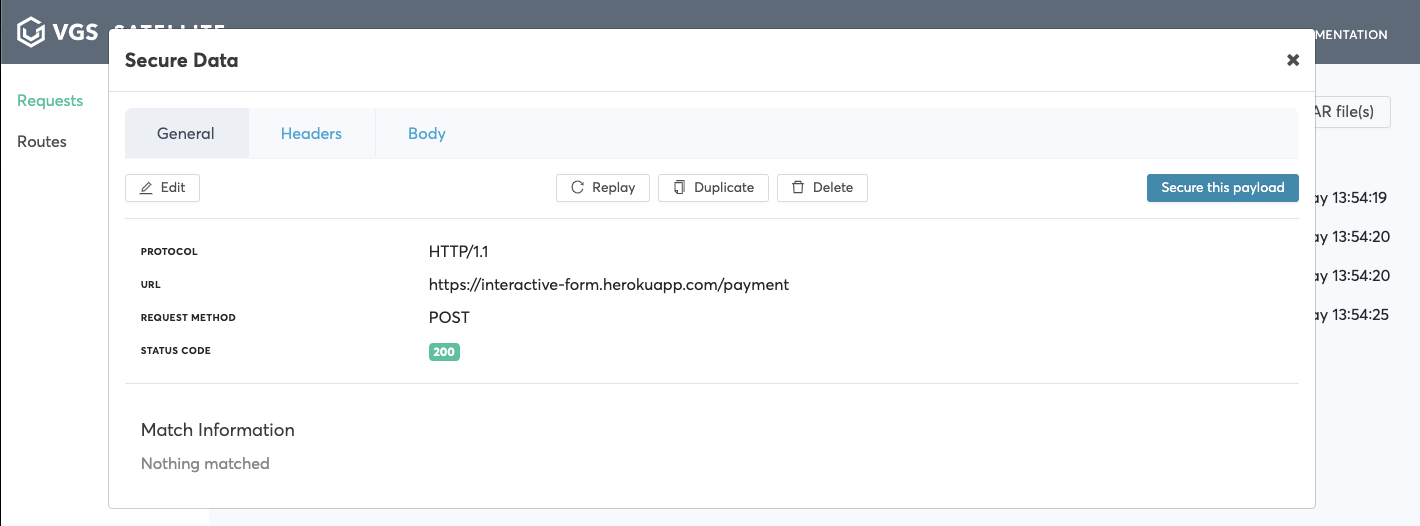 VGS SATELLITE
Secure Data
General Headers Body
Edit Replay Duplicate Delete Secure this payload
PROTOCOL HTTP/1.1
URL https://interactive-form.herokuapp.com/payment
REQUEST METHOD POST
STATUS CODE 200
Match Information
Nothing matched
Requests
Routes
MENTATION
AR file(s)
ay 13:54:19
ay 13:54:20
ay 13:54:20
ay 13:54:25